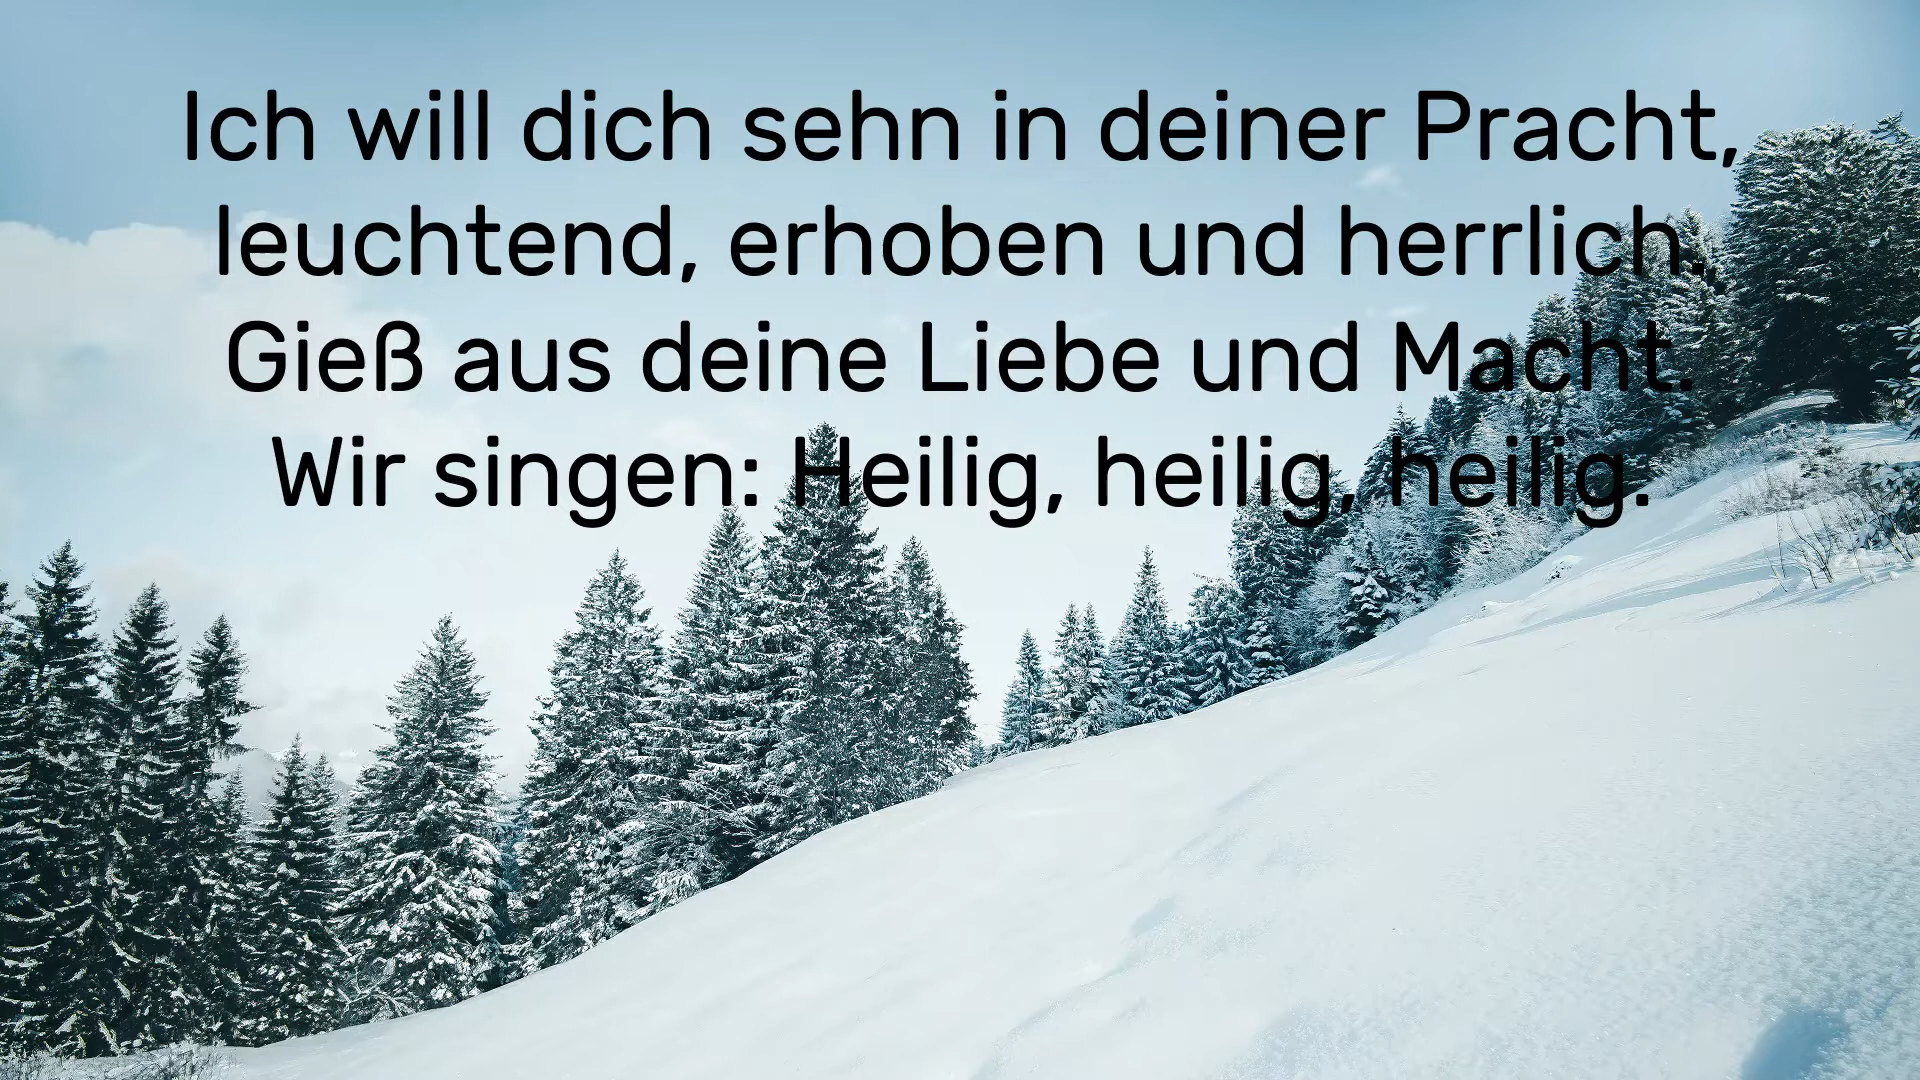 Ich will dich sehn in deiner Pracht,
leuchtend, erhoben und herrlich.
Gieß aus deine Liebe und Macht.
Wir singen: Heilig, heilig, heilig.